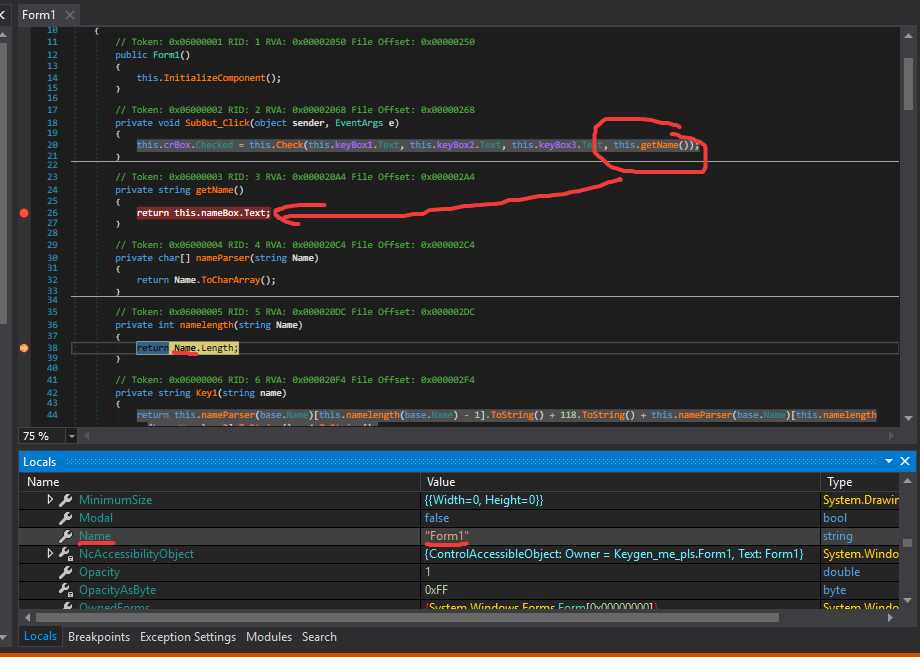 Form1
10 {
11 // Token: 0x06000001 RID: 1 RVA: 0x00002050 File Offset: 0x00000250
12 public Form1()
13 {
14 this.InitializeComponent();
15 }
16
17 // Token: 0x06000002 RID: 2 RVA: 0x00002068 File Offset: 0x00000268
18 private void SubBut_Click(object sender, EventArgs e)
19 {
20 this.crBox.Checked = this.Check(this.keyBox1.Text, this.keyBox2.Text, this.keyBox3.Text, this.getName());
21 }
22
23 // Token: 0x06000003 RID: 3 RVA: 0x000020A4 File Offset: 0x000002A4
24 private string getName()
25 {
26 return this.nameBox.Text;
27 }
28
29 // Token: 0x06000004 RID: 4 RVA: 0x000020C4 File Offset: 0x000002C4
30 private char[] nameParser(string Name)
31 {
32 return Name.ToCharArray();
33 }
34
35 // Token: 0x06000005 RID: 5 RVA: 0x000020DC File Offset: 0x000002DC
36 private int namelength(string Name)
37 {
38 return Name.Length;
39 }
40
41 // Token: 0x06000006 RID: 6 RVA: 0x000020F4 File Offset: 0x000002F4
42 private string Key1(string name)
43 {
44 return this.nameParser(base.Name)[this.namelength(base.Name) - 1].ToString() + 118.ToString() + this.nameParser(base.Name)[this.namelength
75 %
Locals
Name Value Type
MinimumSize {{Width=0, Height=0}} System.Drawin
Modal false bool
Name "Form1" string
NcAccessibilityObject {ControlAccessibleObject: Owner = Keygen_me_pls.Form1, Text: Form1} System.Windo
Opacity 1 double
OpacityAsByte 0xFF byte
OwnedForms {System.Windows.Forms.Form[0x00000000]} System.Windo
Locals Breakpoints Exception Settings Modules Search